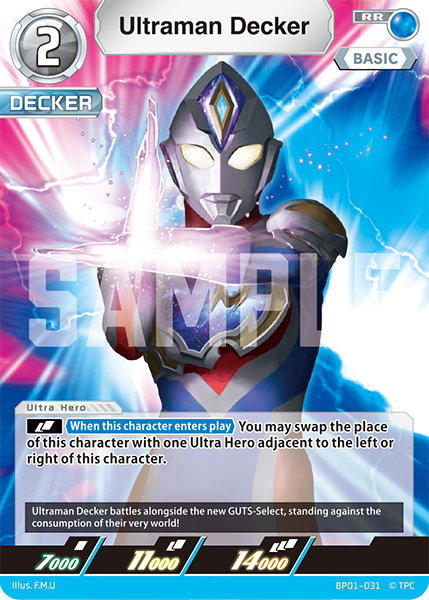 2
Ultraman Decker
RR
BASIC
DECKER
SAMPLE
Ultra Hero
When this character enters play You may swap the place
of this character with one Ultra Hero adjacent to the left or
right of this character.
Ultraman Decker battles alongside the new GUTS-Select, standing against the
consumption of their very world!
7000
11000
14000
Illus. F.M.U
BP01-031 © TPC